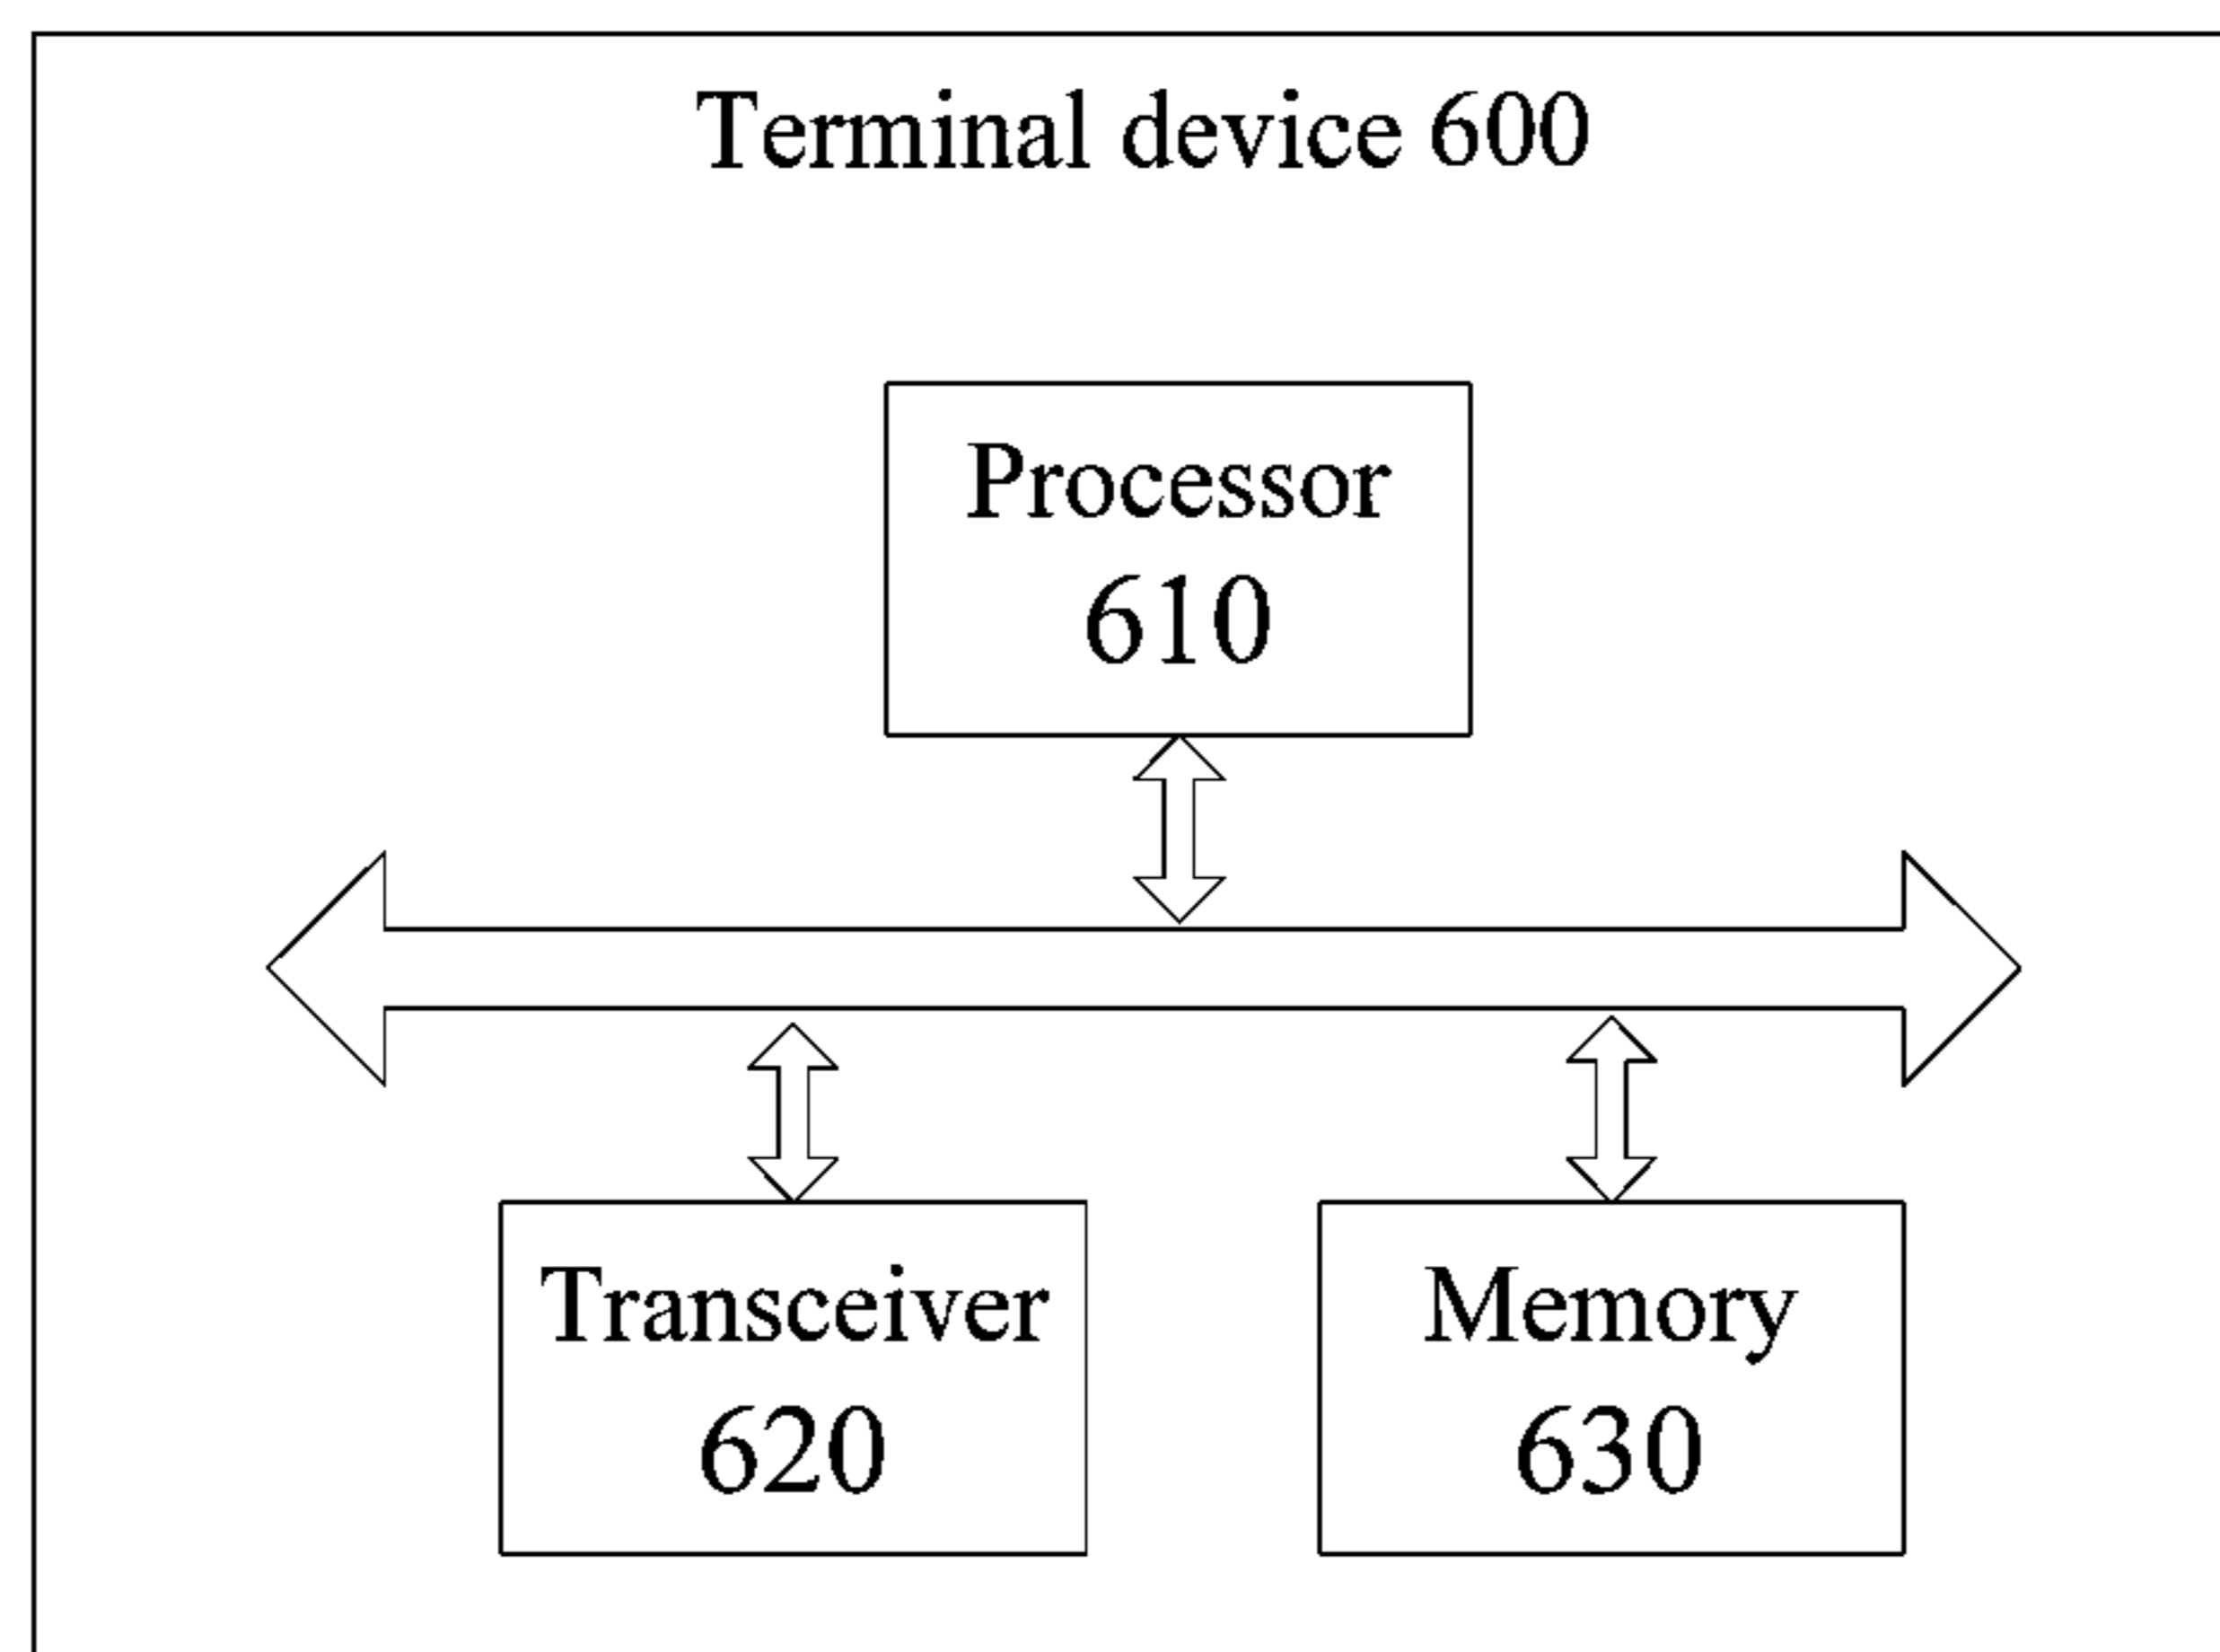 Terminal device 600
Processor
610
Transceiver
620
Memory
630